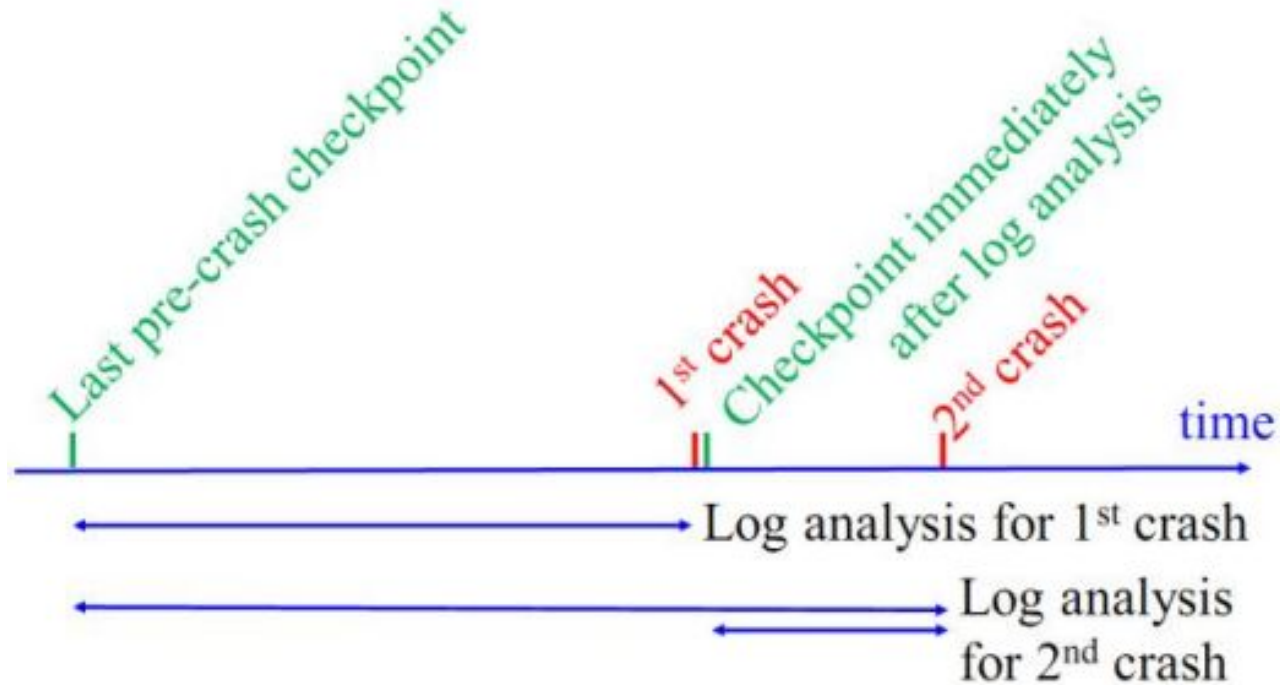 Last pre-crash checkpoint
1st crash
Checkpoint immediately
after log analysis
2nd crash
time
Log analysis for 1st crash
Log analysis
for 2nd crash